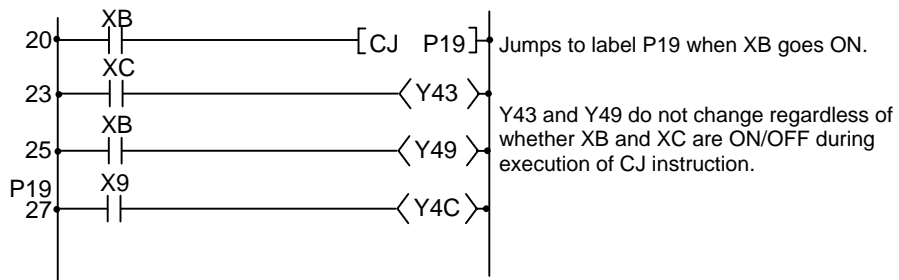 XB
20 [CJ P19] Jumps to label P19 when XB goes ON.
XC
23 Y43
Y43 and Y49 do not change regardless of
XB
whether XB and XC are ON/OFF during
25 Y49
execution of CJ instruction.
P19 X9
27 Y4C